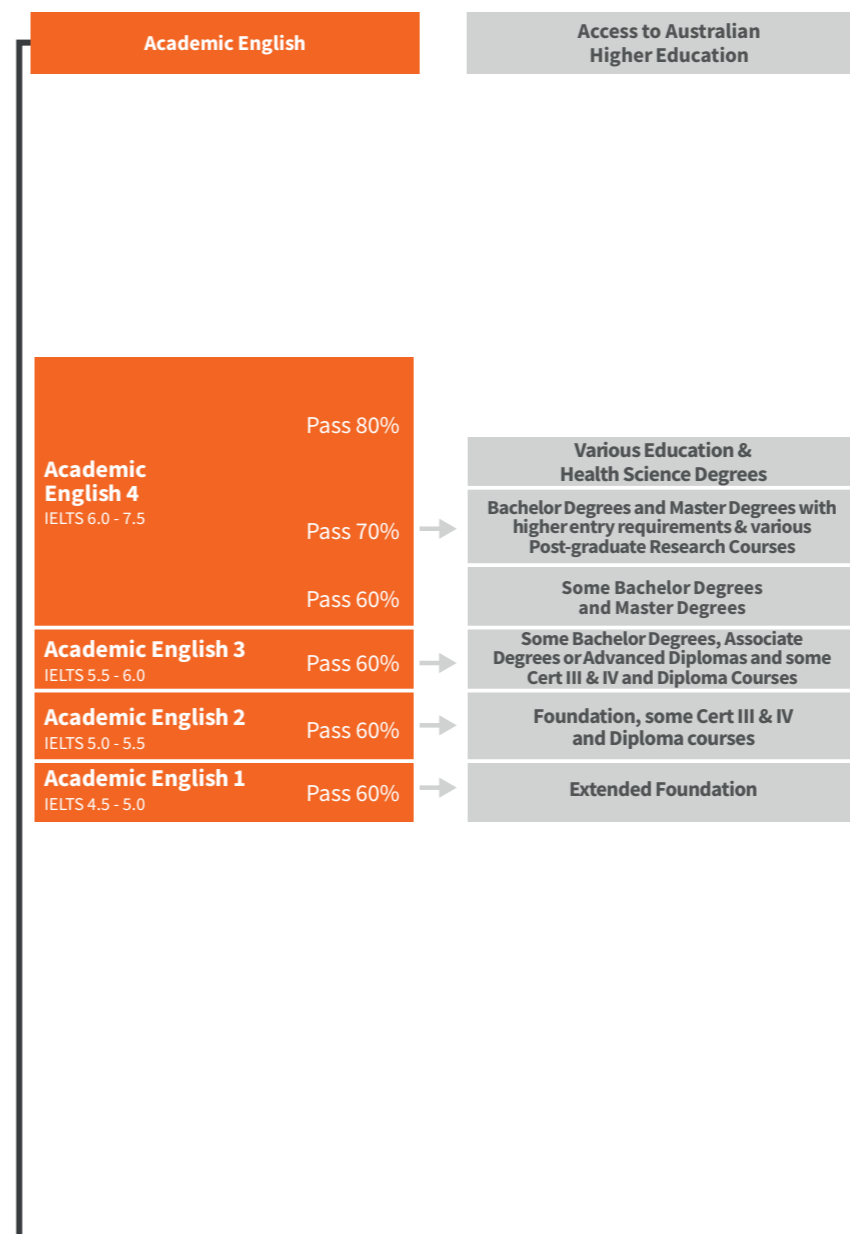 Academic English
Access to Australian
Higher Education
Pass 80%
Academic
English 4
IELTS 6.0 - 7.5
Pass 70%
Pass 60%
Various Education &
Health Science Degrees
Bachelor Degrees and Master Degrees with
higher entry requirements & various
Post-graduate Research Courses
Some Bachelor Degrees
and Master Degrees
Academic English 3
IELTS 5.5 - 6.0
Pass 60%
Some Bachelor Degrees, Associate
Degrees or Advanced Diplomas and some
Cert III & IV and Diploma Courses
Academic English 2
IELTS 5.0 - 5.5
Pass 60%
Foundation, some Cert III & IV
and Diploma courses
Academic English 1
IELTS 4.5 - 5.0
Pass 60%
Extended Foundation